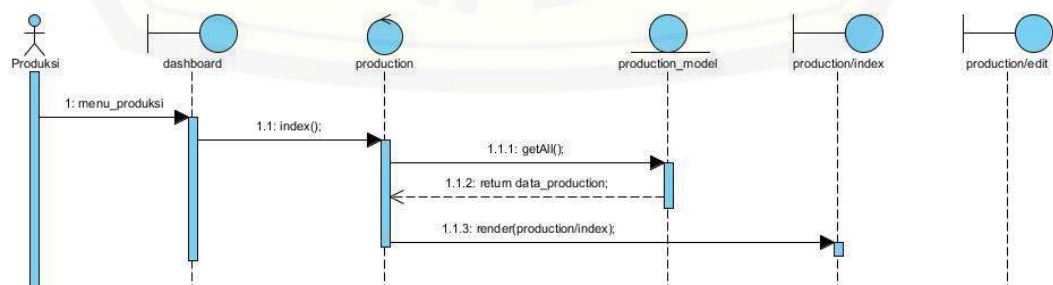 Produksi
dashboard
production
production_model
production/index
production/edit
1: menu_produksi
1.1: index();
1.1.1: getAll();
1.1.2: return data_production;
1.1.3: render(production/index);